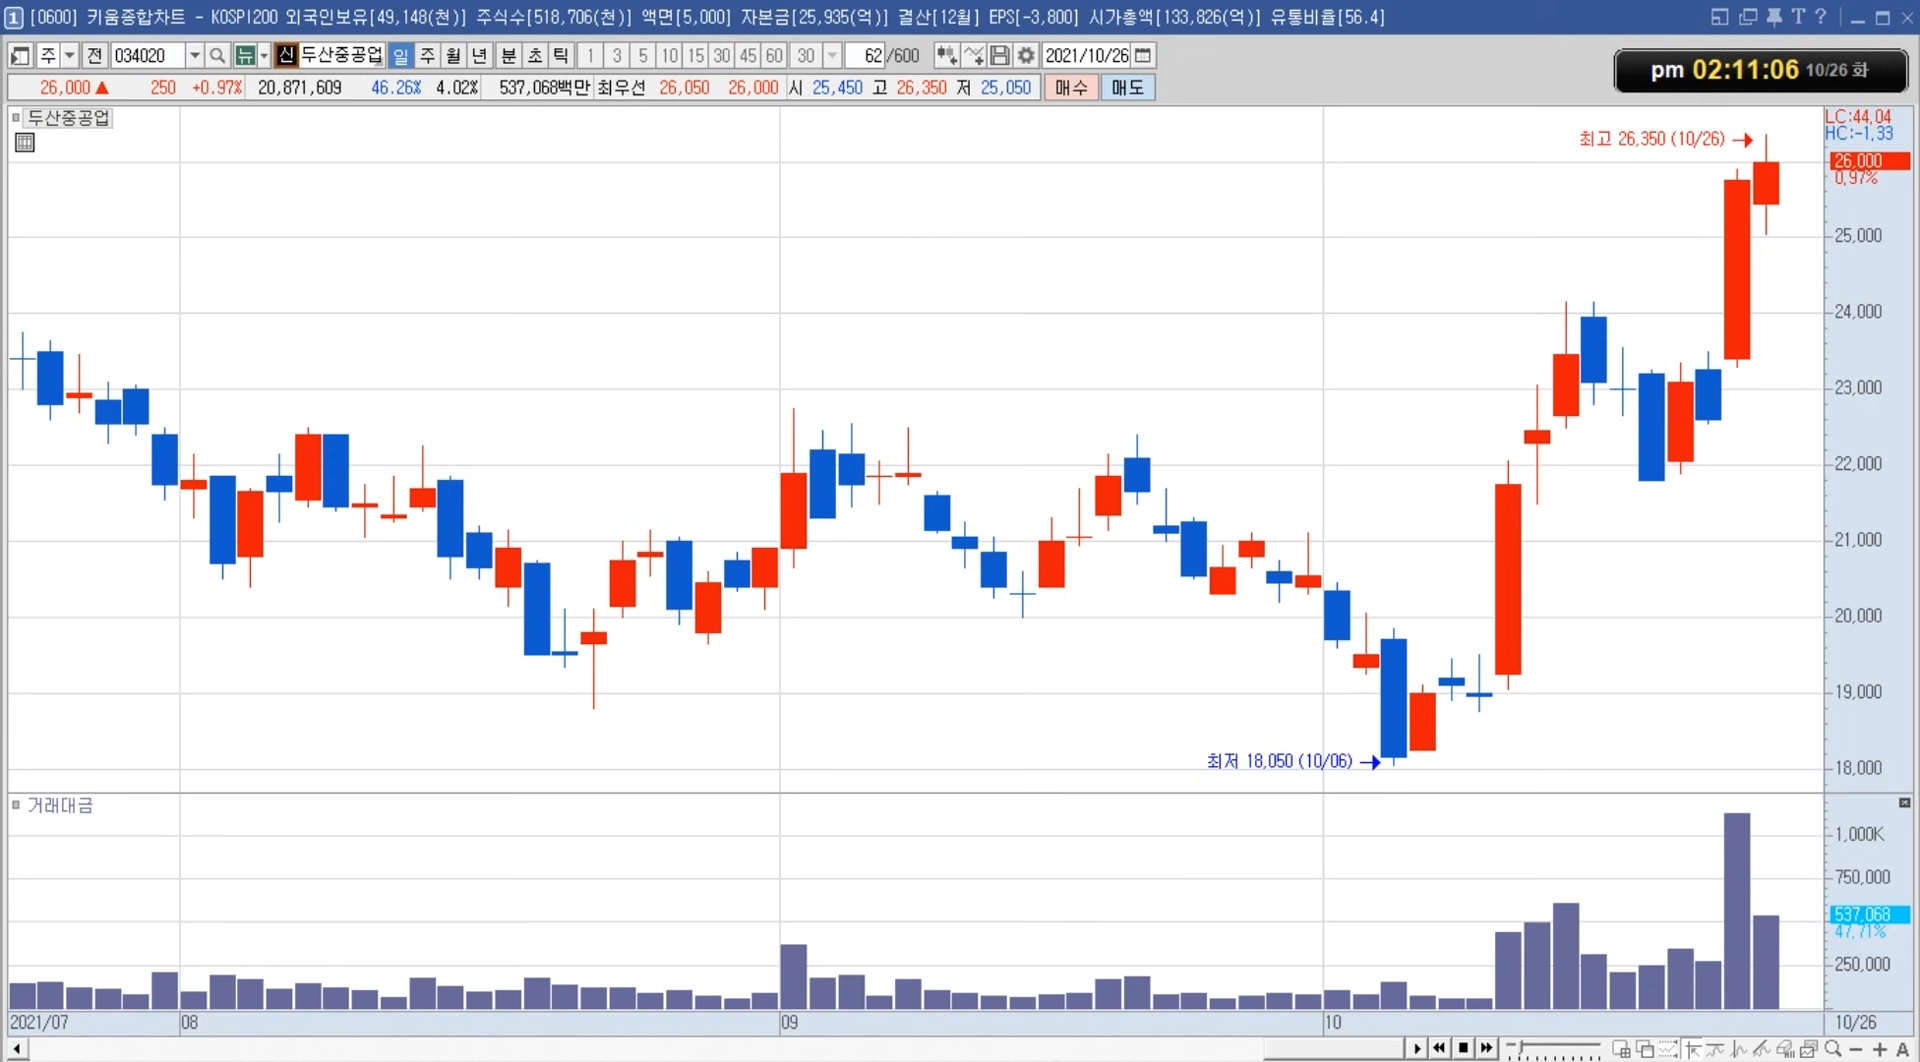 1 [0600] 키움종합차트 - KOSPI200 외국인보유[49,148(천)] 주식수[518,706(천)] 액면[5,000] 자본금[25,935(억)] 결산[12월] EPS[-3,800] 시가총액[133,826(억)] 유통비율[56.4] T ?
주 전 034020 뉴 신 두산중공업 일 주 월 년 분 초 틱 1 3 5 10 15 30 45 60 30 62 /600 2021/10/26
pm 02:11:06 10/26 화
26,000 ▲ 250 +0.97% 20,871,609 46.26% 4.02% 537,068백만 최우선 26,050 26,000 시 25,450 고 26,350 저 25,050 매수 매도
두산중공업
LC:44.04
HC:-1.33
최고 26,350 (10/26) →
26,000
0.97%
25,000
24,000
23,000
22,000
21,000
20,000
19,000
최저 18,050 (10/06) →
18,000
거래대금
1,000K
750,000
537,068
47.71%
250,000
2021/07 08 09 10 10/26
A